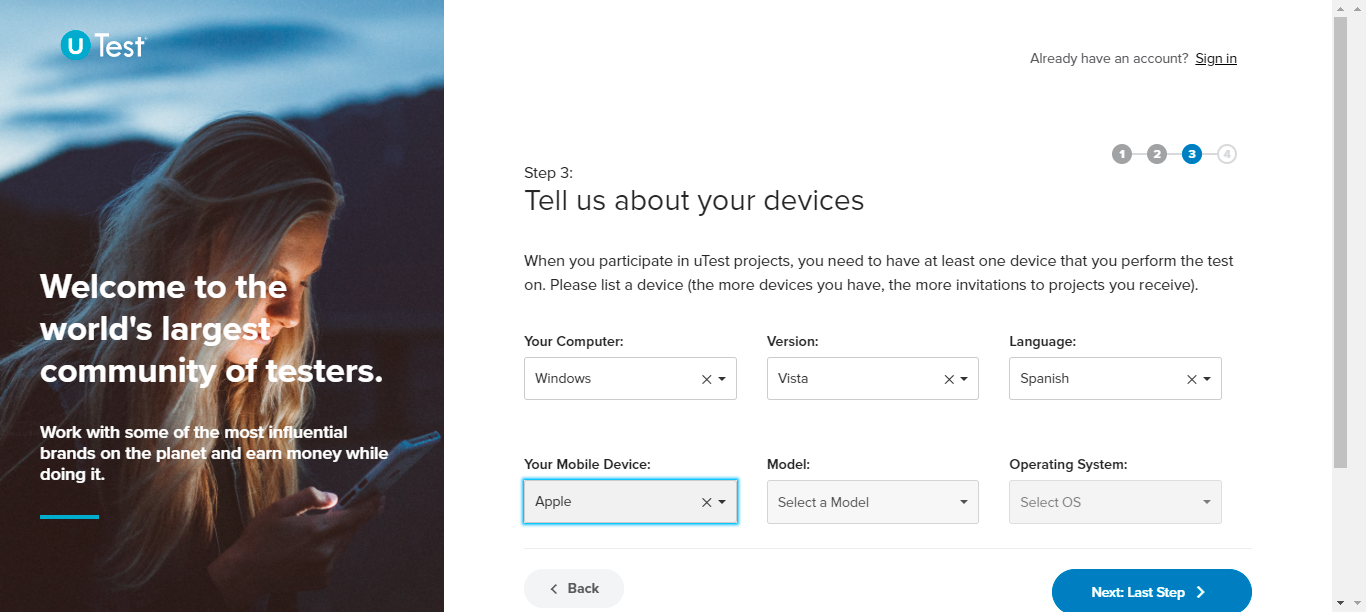 U Test
Already have an account? Sign in
1 2 3 4
Step 3:
Tell us about your devices
When you participate in uTest projects, you need to have at least one device that you perform the test
on. Please list a device (the more devices you have, the more invitations to projects you receive).
Welcome to the
world's largest
community of testers.
Work with some of the most influential
brands on the planet and earn money while
doing it.
Your Computer: Version: Language:
Windows Vista Spanish
Your Mobile Device: Model: Operating System:
Apple Select a Model Select OS
Back Next: Last Step